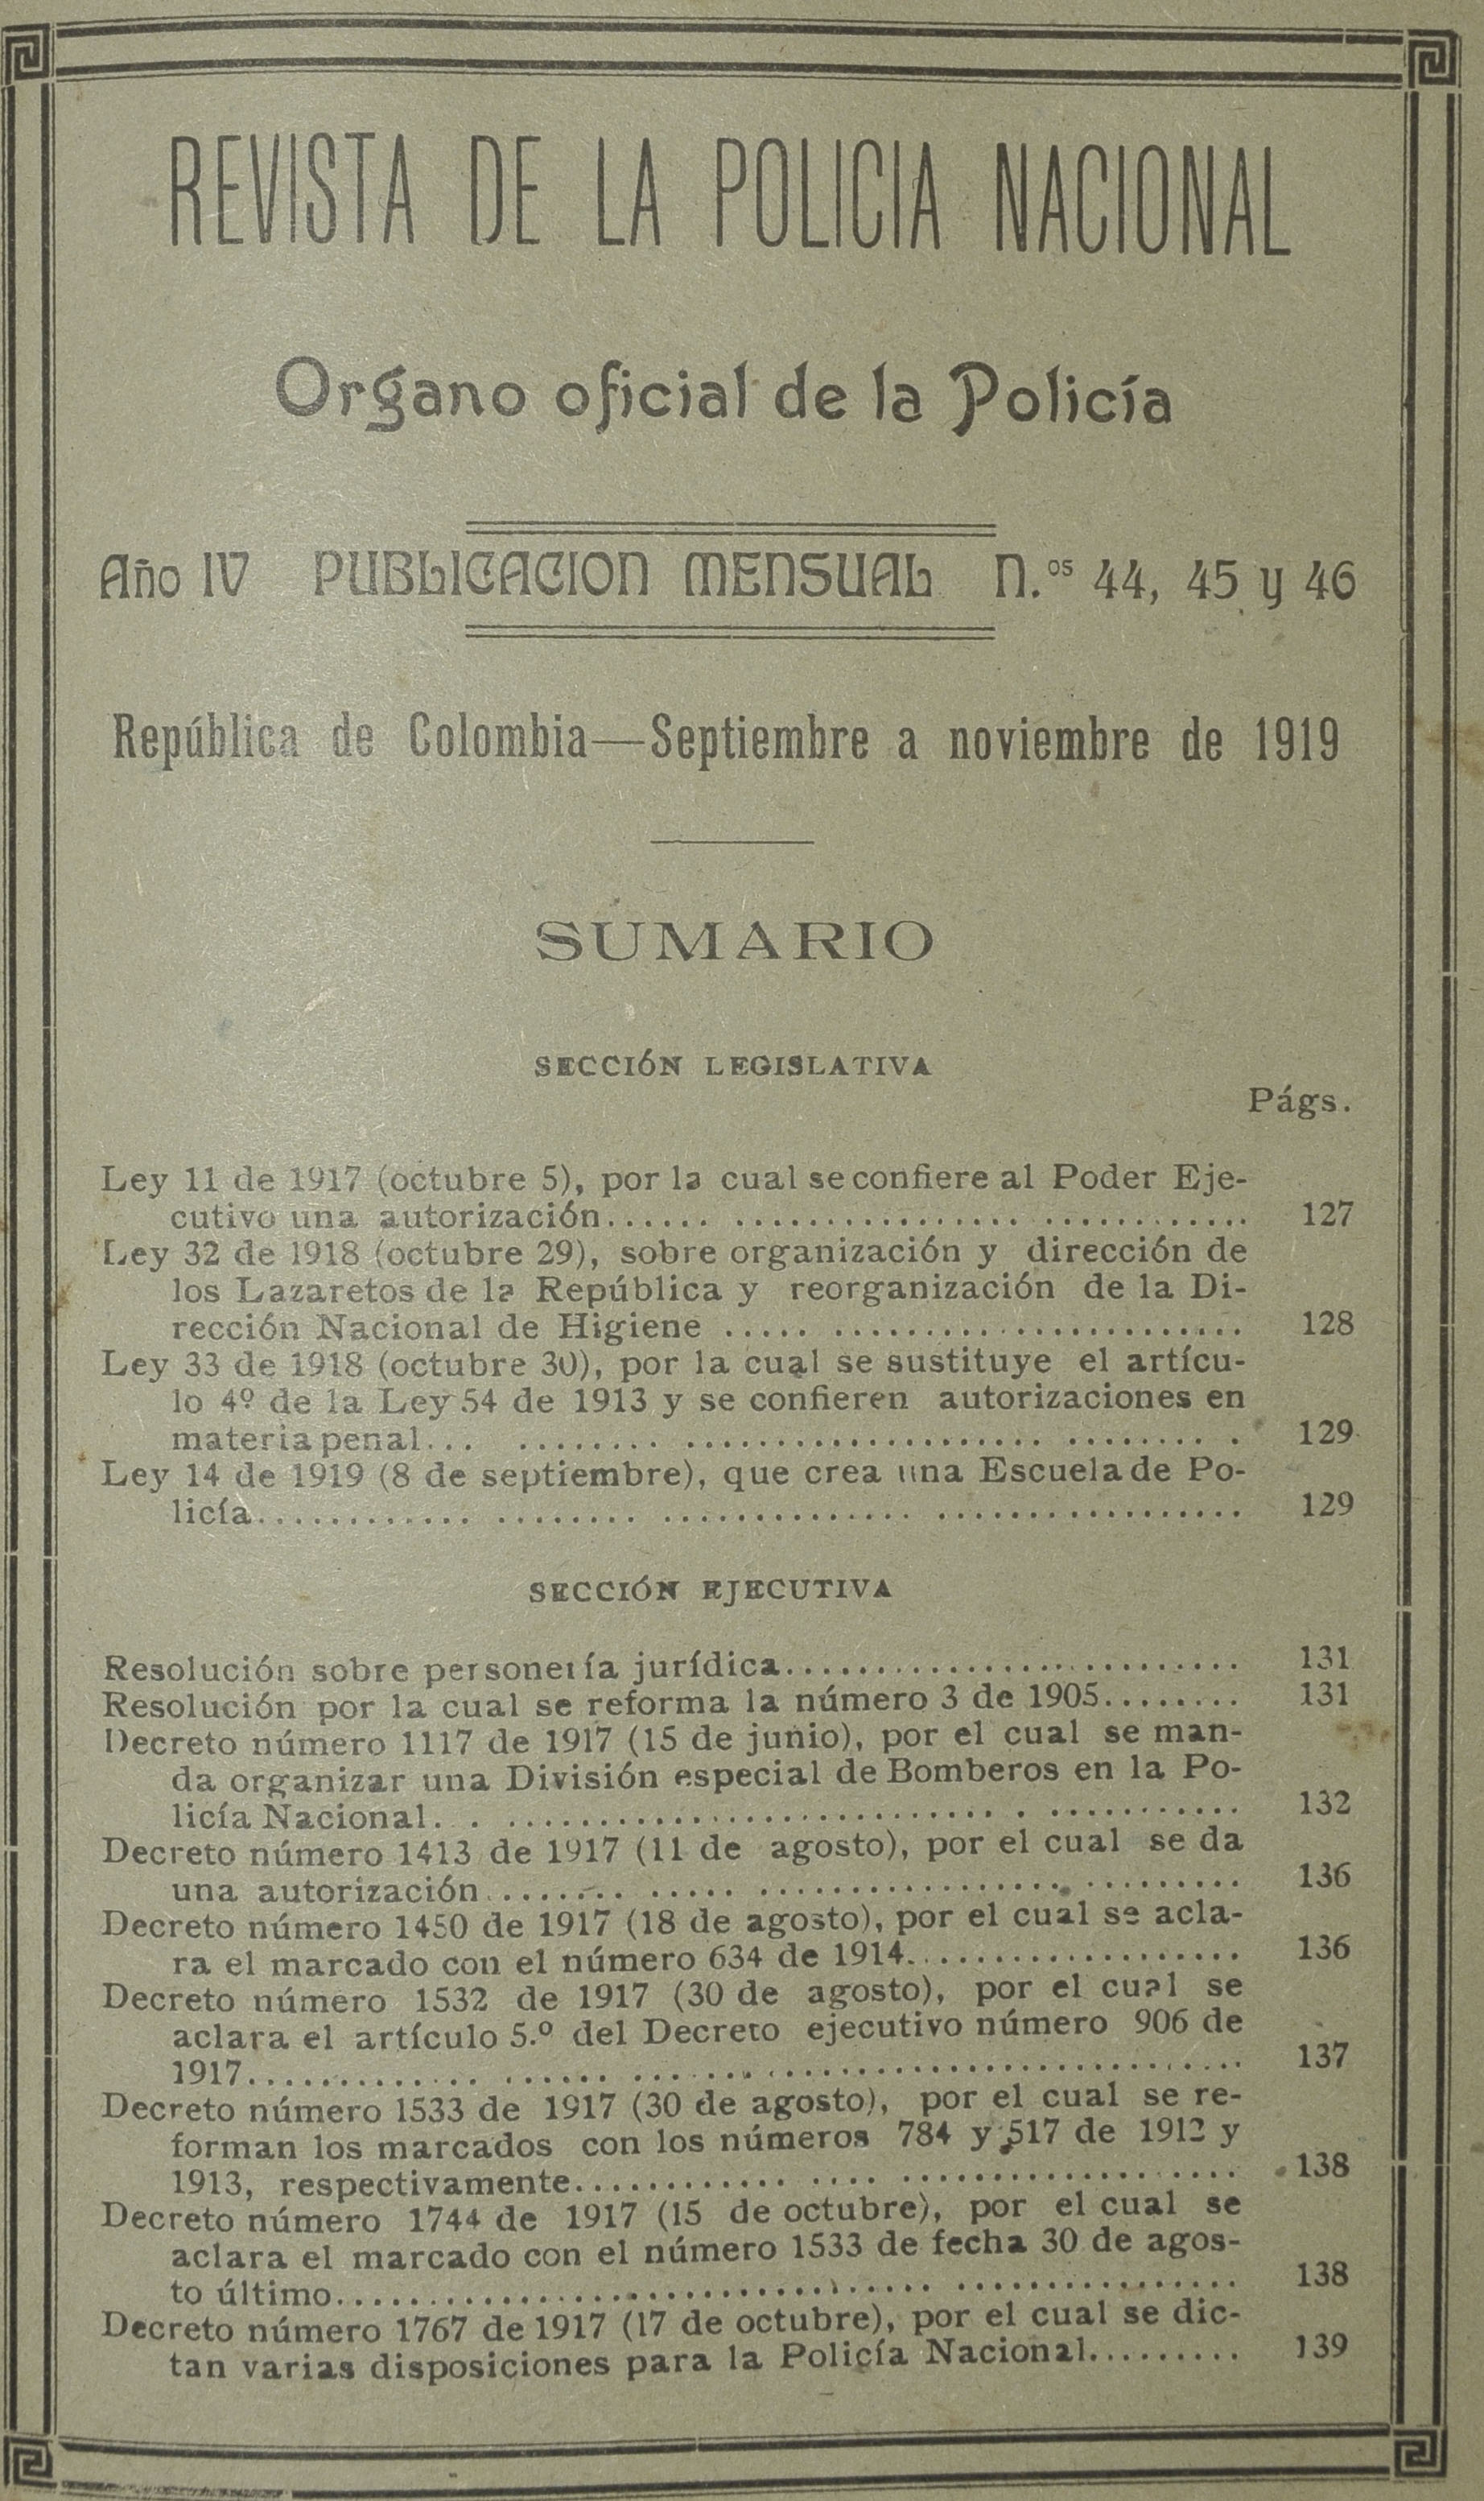 REVISTA DE LA POLICIA NACIONAL
Organo oficial de la Policía
Año IV PUBLICACION MENSUAL N.os 44, 45 y 46
República de Colombia—Septiembre a noviembre de 1919
SUMARIO
SECCIÓN LEGISLATIVA
Págs.
Ley 11 de 1917 (octubre 5), por la cual se confiere al Poder Eje-
cutivo una autorización...... ............................. 127
Ley 32 de 1918 (octubre 29), sobre organización y dirección de
los Lazaretos de la República y reorganización de la Di-
rección Nacional de Higiene ..... ....................... 128
Ley 33 de 1918 (octubre 30), por la cual se sustituye el artícu-
lo 4º de la Ley 54 de 1913 y se confieren autorizaciones en
materia penal... ........ .................... ........ . 129
Ley 14 de 1919 (8 de septiembre), que crea una Escuela de Po-
licía............ ........ .............. ................. 129
SECCIÓN EJECUTIVA
Resolución sobre personería jurídica.......................... 131
Resolución por la cual se reforma la número 3 de 1905........ 131
Decreto número 1117 de 1917 (15 de junio), por el cual se man-
da organizar una División especial de Bomberos en la Po-
licía Nacional. . ........................... . ........... 132
Decreto número 1413 de 1917 (11 de agosto), por el cual se da
una autorización........ ..... ........................... 136
Decreto número 1450 de 1917 (18 de agosto), por el cual se acla-
ra el marcado con el número 634 de 1914................... 136
Decreto número 1532 de 1917 (30 de agosto), por el cual se
aclara el artículo 5.º del Decreto ejecutivo número 906 de
1917............. ...... .................................. 137
Decreto número 1533 de 1917 (30 de agosto), por el cual se re-
forman los marcados con los números 784 y 517 de 1912 y
1913, respectivamente............ .... ................... 138
Decreto número 1744 de 1917 (15 de octubre), por el cual se
aclara el marcado con el número 1533 de fecha 30 de agos-
to último................................. ................ 138
Decreto número 1767 de 1917 (17 de octubre), por el cual se dic-
tan varias disposiciones para la Policía Nacional......... 139